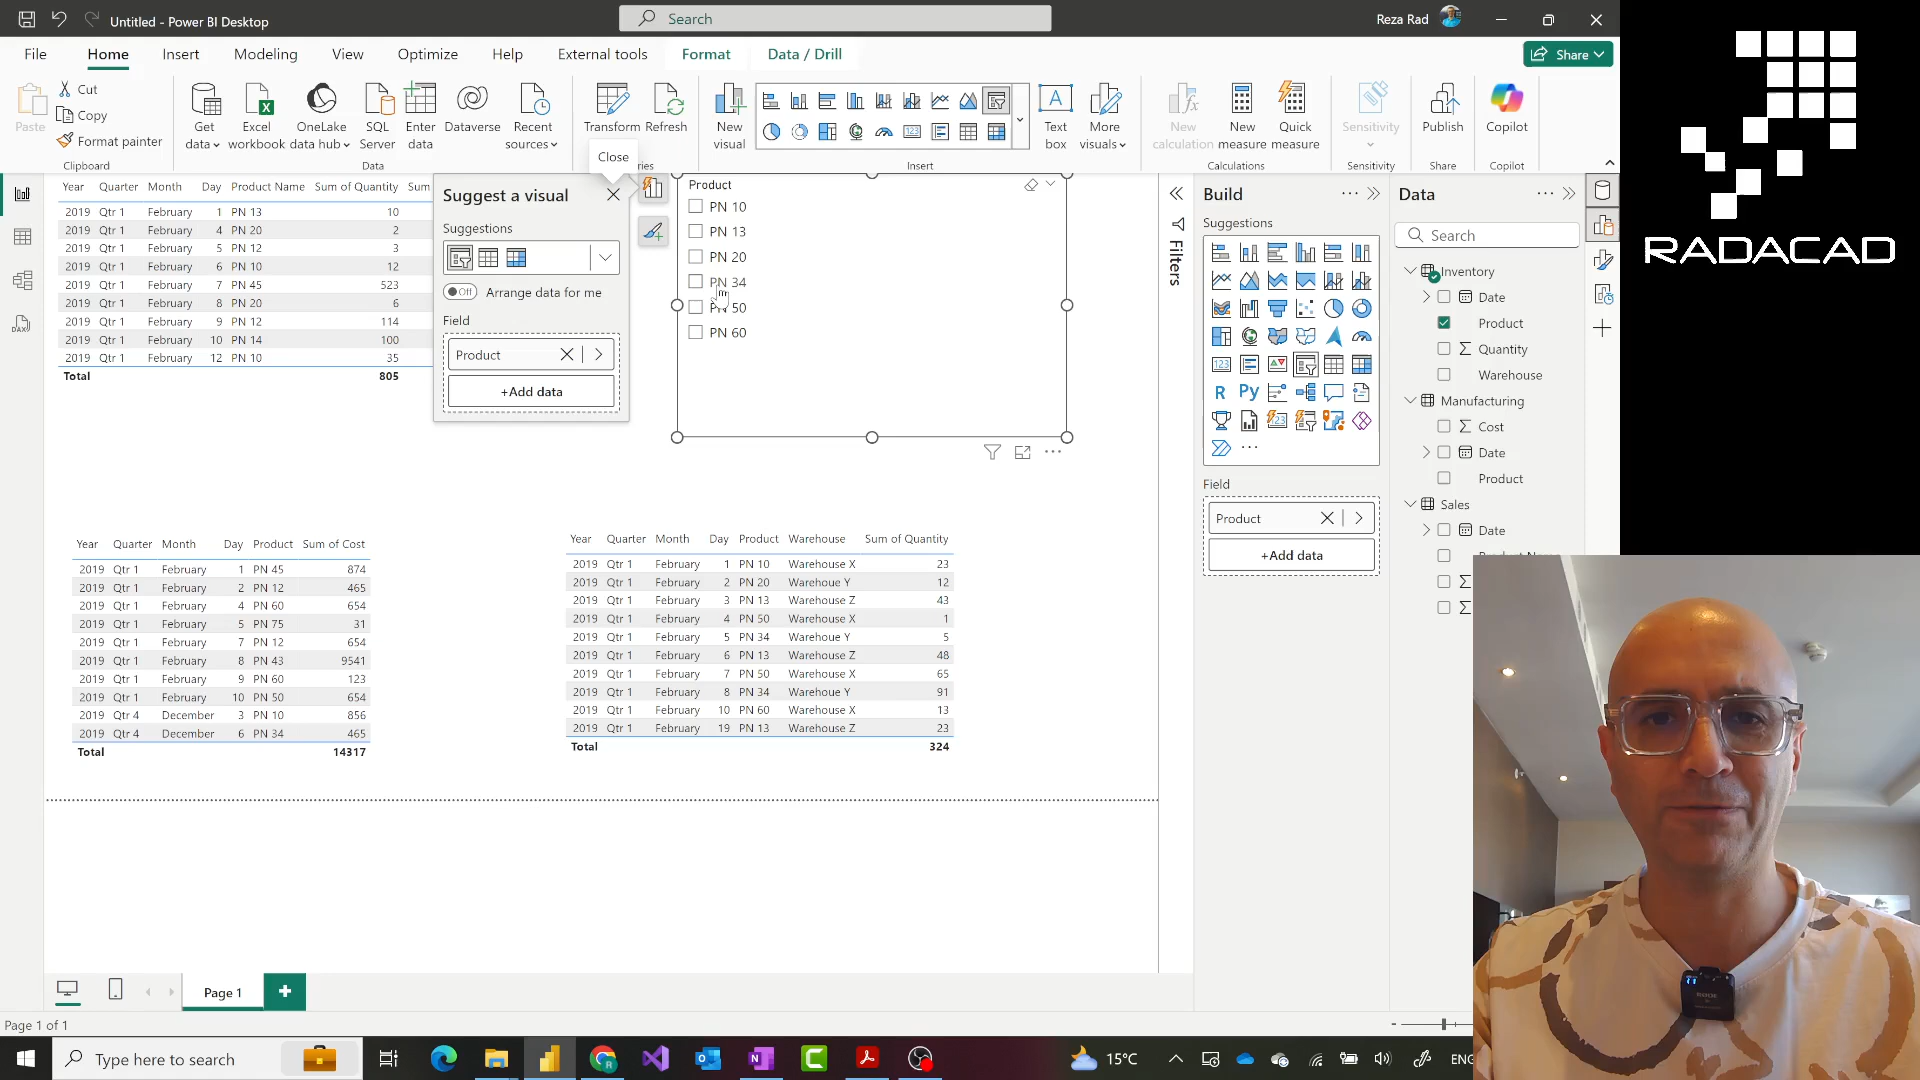 Untitled - Power BI Desktop
Search
Reza Rad
File Home Insert Modeling View Optimize Help External tools Format Data / Drill
Share
Paste
Cut
Copy
Format painter
Get data
Excel workbook
OneLake data hub
SQL Server
Enter data
Dataverse
Recent sources
Transform
Refresh
New visual
Text box
More visuals
New calculation
New measure
Quick measure
Sensitivity
Publish
Copilot
Close
Clipboard
Data
ries
Insert
Calculations
Sensitivity
Share
Copilot
RADACAD
Year Quarter Month Day Product Name Sum of Quantity Sum
2019 Qtr 1 February 1 PN 13 10
2019 Qtr 1 February 4 PN 20 2
2019 Qtr 1 February 5 PN 12 3
2019 Qtr 1 February 6 PN 10 12
2019 Qtr 1 February 7 PN 45 523
2019 Qtr 1 February 8 PN 20 6
2019 Qtr 1 February 9 PN 12 114
2019 Qtr 1 February 10 PN 14 100
2019 Qtr 1 February 12 PN 10 35
Total 805
Suggest a visual
Suggestions
Off
Arrange data for me
Field
Product
+Add data
Product
PN 10
PN 13
PN 20
PN 34
PN 50
PN 60
Filters
Build
Suggestions
R
Py
123
Field
Product
+Add data
Data
Search
Inventory
Date
Product
Quantity
Warehouse
Manufacturing
Cost
Date
Product
Sales
Date
Year Quarter Month Day Product Sum of Cost
2019 Qtr 1 February 1 PN 45 874
2019 Qtr 1 February 2 PN 12 465
2019 Qtr 1 February 4 PN 60 654
2019 Qtr 1 February 5 PN 75 31
2019 Qtr 1 February 7 PN 12 654
2019 Qtr 1 February 8 PN 43 9541
2019 Qtr 1 February 9 PN 60 123
2019 Qtr 1 February 10 PN 50 654
2019 Qtr 4 December 3 PN 10 856
2019 Qtr 4 December 6 PN 34 465
Total 14317
Year Quarter Month Day Product Warehouse Sum of Quantity
2019 Qtr 1 February 1 PN 10 Warehouse X 23
2019 Qtr 1 February 2 PN 20 Warehoue Y 12
2019 Qtr 1 February 3 PN 13 Warehouse Z 43
2019 Qtr 1 February 4 PN 50 Warehouse X 1
2019 Qtr 1 February 5 PN 34 Warehoue Y 5
2019 Qtr 1 February 6 PN 13 Warehouse Z 48
2019 Qtr 1 February 7 PN 50 Warehouse X 65
2019 Qtr 1 February 8 PN 34 Warehoue Y 91
2019 Qtr 1 February 10 PN 60 Warehouse X 13
2019 Qtr 1 February 19 PN 13 Warehouse Z 23
Total 324
Page 1
Page 1 of 1
Type here to search
15°C
ENG